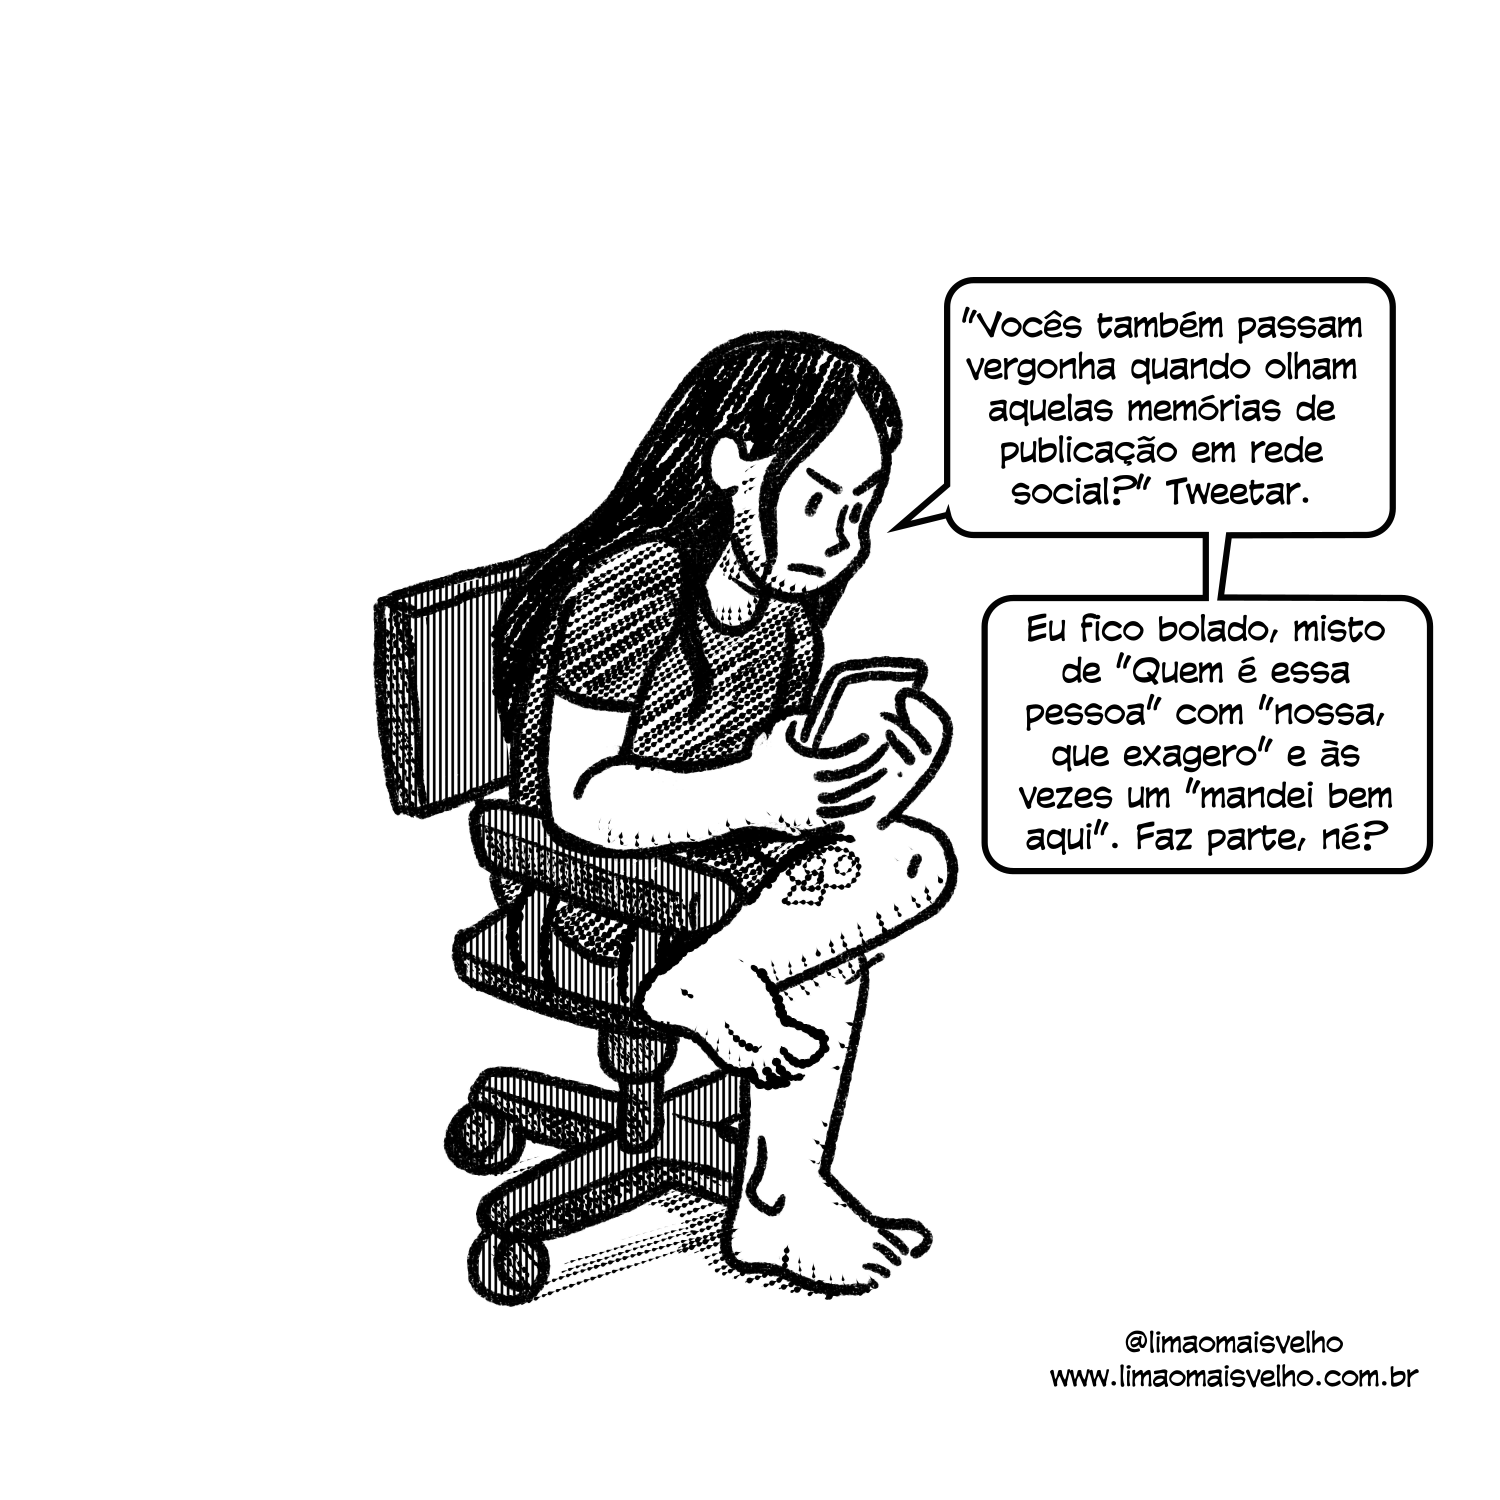 "Vocês também passam
vergonha quando olham
aquelas memórias de
publicação em rede
social?" Tweetar.
Eu fico bolado, misto
de "Quem é essa
pessoa" com "nossa,
que exagero" e às
vezes um "mandei bem
aqui". Faz parte, né?
@limaomaisvelho
www.limaomaisvelho.com.br